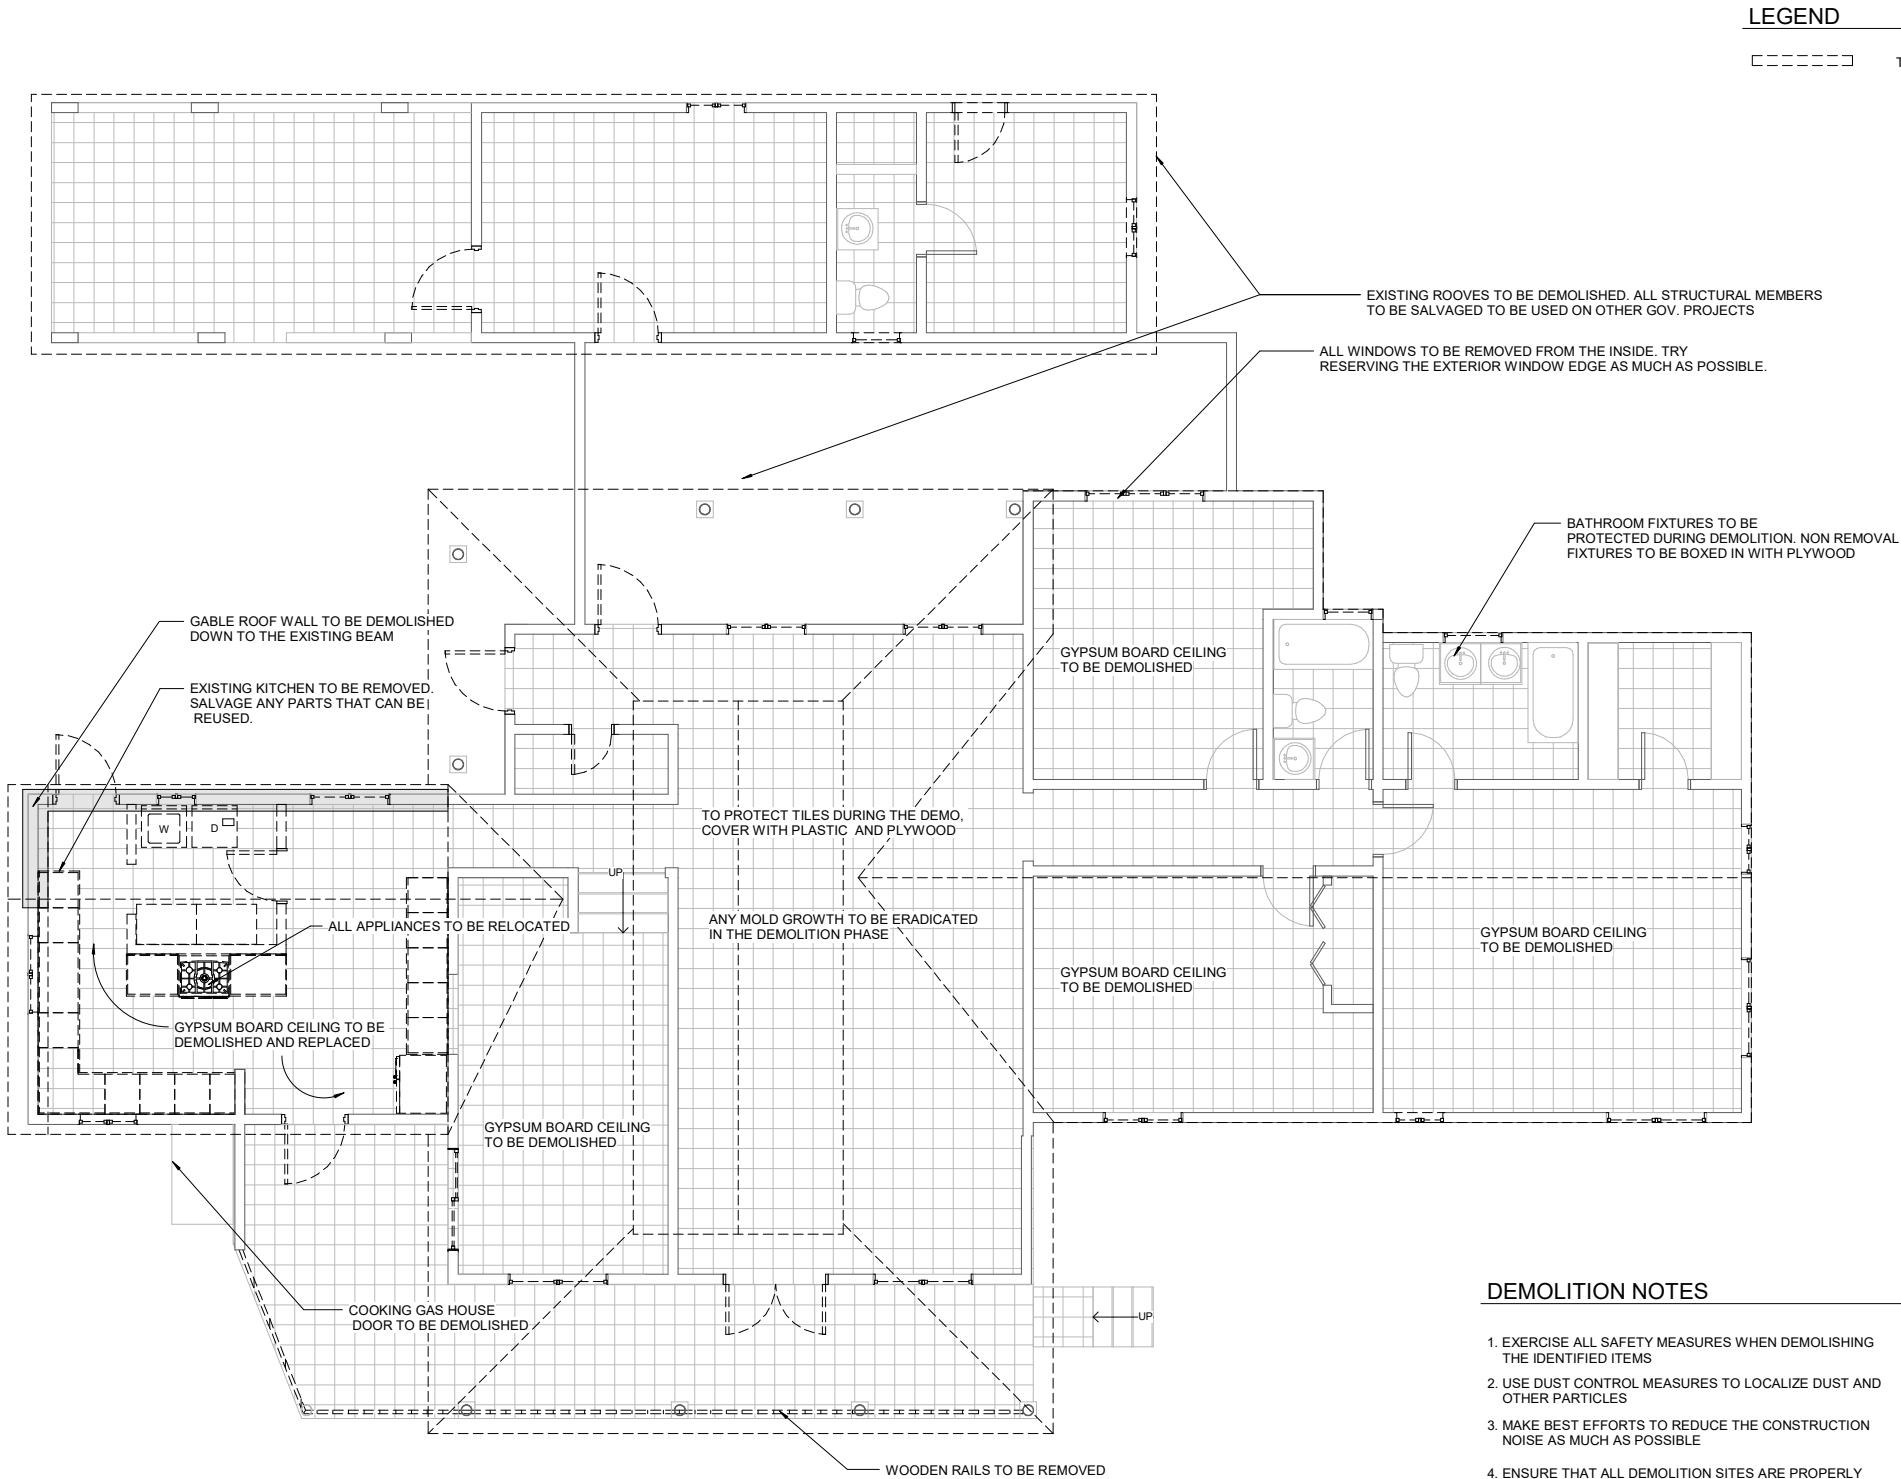 LEGEND
EXISTING ROOVES TO BE DEMOLISHED. ALL STRUCTURAL MEMBERS
TO BE SALVAGED TO BE USED ON OTHER GOV. PROJECTS
ALL WINDOWS TO BE REMOVED FROM THE INSIDE. TRY
RESERVING THE EXTERIOR WINDOW EDGE AS MUCH AS POSSIBLE.
BATHROOM FIXTURES TO BE
PROTECTED DURING DEMOLITION. NON REMOVAL
FIXTURES TO BE BOXED IN WITH PLYWOOD
GABLE ROOF WALL TO BE DEMOLISHED
DOWN TO THE EXISTING BEAM
GYPSUM BOARD CEILING
TO BE DEMOLISHED
EXISTING KITCHEN TO BE REMOVED.
SALVAGE ANY PARTS THAT CAN BE
REUSED.
TO PROTECT TILES DURING THE DEMO,
COVER WITH PLASTIC AND PLYWOOD
W
D
UP
ANY MOLD GROWTH TO BE ERADICATED
IN THE DEMOLITION PHASE
ALL APPLIANCES TO BE RELOCATED
GYPSUM BOARD CEILING
TO BE DEMOLISHED
GYPSUM BOARD CEILING
TO BE DEMOLISHED
GYPSUM BOARD CEILING TO BE
DEMOLISHED AND REPLACED
GYPSUM BOARD CEILING
TO BE DEMOLISHED
COOKING GAS HOUSE
DOOR TO BE DEMOLISHED
UP
WOODEN RAILS TO BE REMOVED
DEMOLITION NOTES
1. EXERCISE ALL SAFETY MEASURES WHEN DEMOLISHING
THE IDENTIFIED ITEMS
2. USE DUST CONTROL MEASURES TO LOCALIZE DUST AND
OTHER PARTICLES
3. MAKE BEST EFFORTS TO REDUCE THE CONSTRUCTION
NOISE AS MUCH AS POSSIBLE
4. ENSURE THAT ALL DEMOLITION SITES ARE PROPERLY